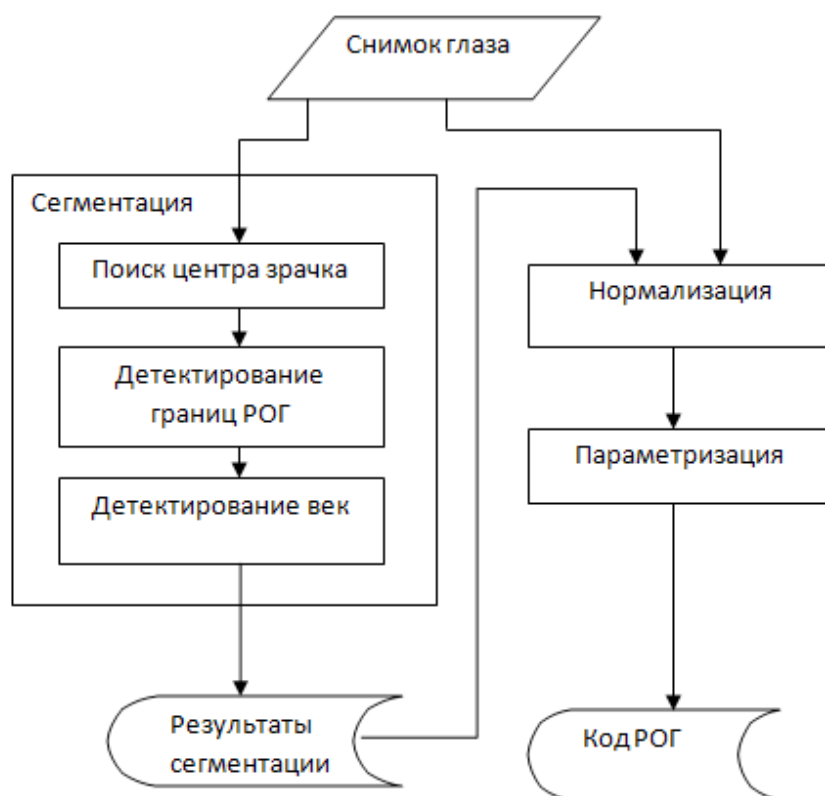 Снимок глаза
Сегментация
Поиск центра зрачка
Детектирование
границ РОГ
Детектирование век
Результаты
сегментации
Нормализация
Параметризация
Код РОГ